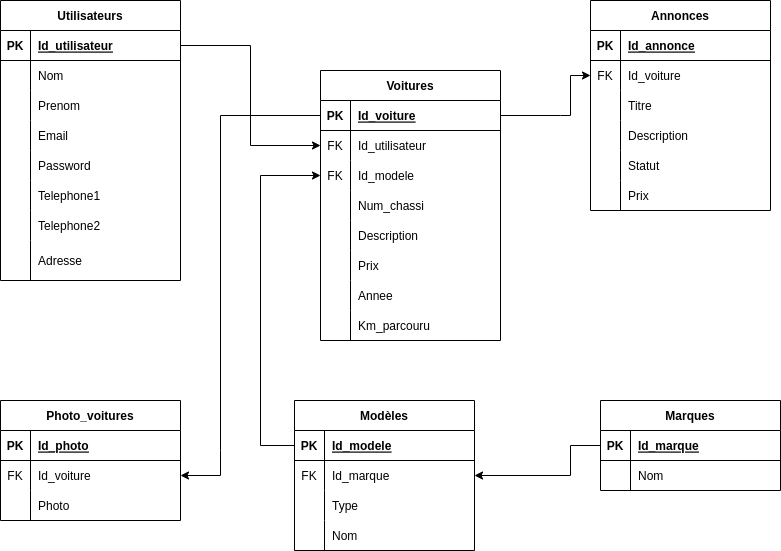 Utilisateurs
PK Id_utilisateur
Nom
Prenom
Email
Password
Telephone1
Telephone2
Adresse
Voitures
PK Id_voiture
FK Id_utilisateur
FK Id_modele
Num_chassi
Description
Prix
Annee
Km_parcouru
Annonces
PK Id_annonce
FK Id_voiture
Titre
Description
Statut
Prix
Photo_voitures
PK Id_photo
FK Id_voiture
Photo
Modèles
PK Id_modele
FK Id_marque
Type
Nom
Marques
PK Id_marque
Nom